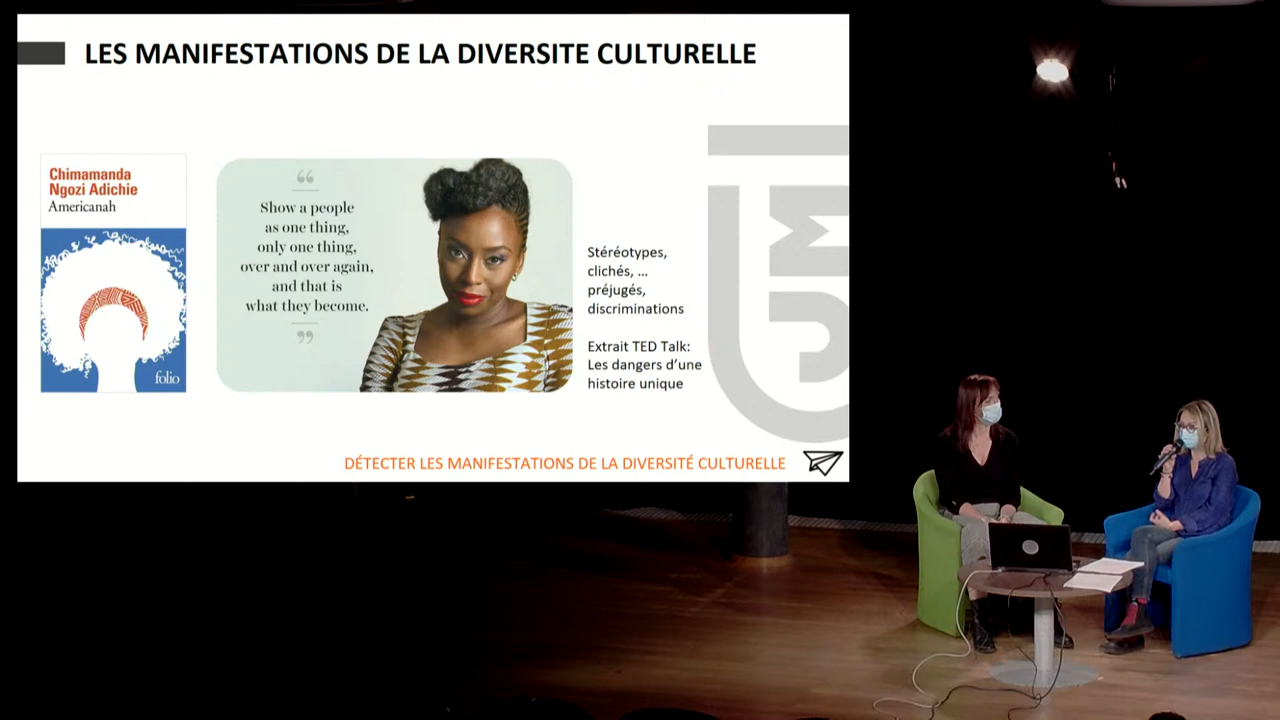 LES MANIFESTATIONS DE LA DIVERSITE CULTURELLE
Chimamanda
Ngozi Adichie
Americanah
folio
“
Show a people
as one thing,
only one thing,
over and over again,
and that is
what they become.
”
Stéréotypes,
clichés, ...
préjugés,
discriminations
Extrait TED Talk:
Les dangers d’une
histoire unique
UM
DÉTECTER LES MANIFESTATIONS DE LA DIVERSITÉ CULTURELLE